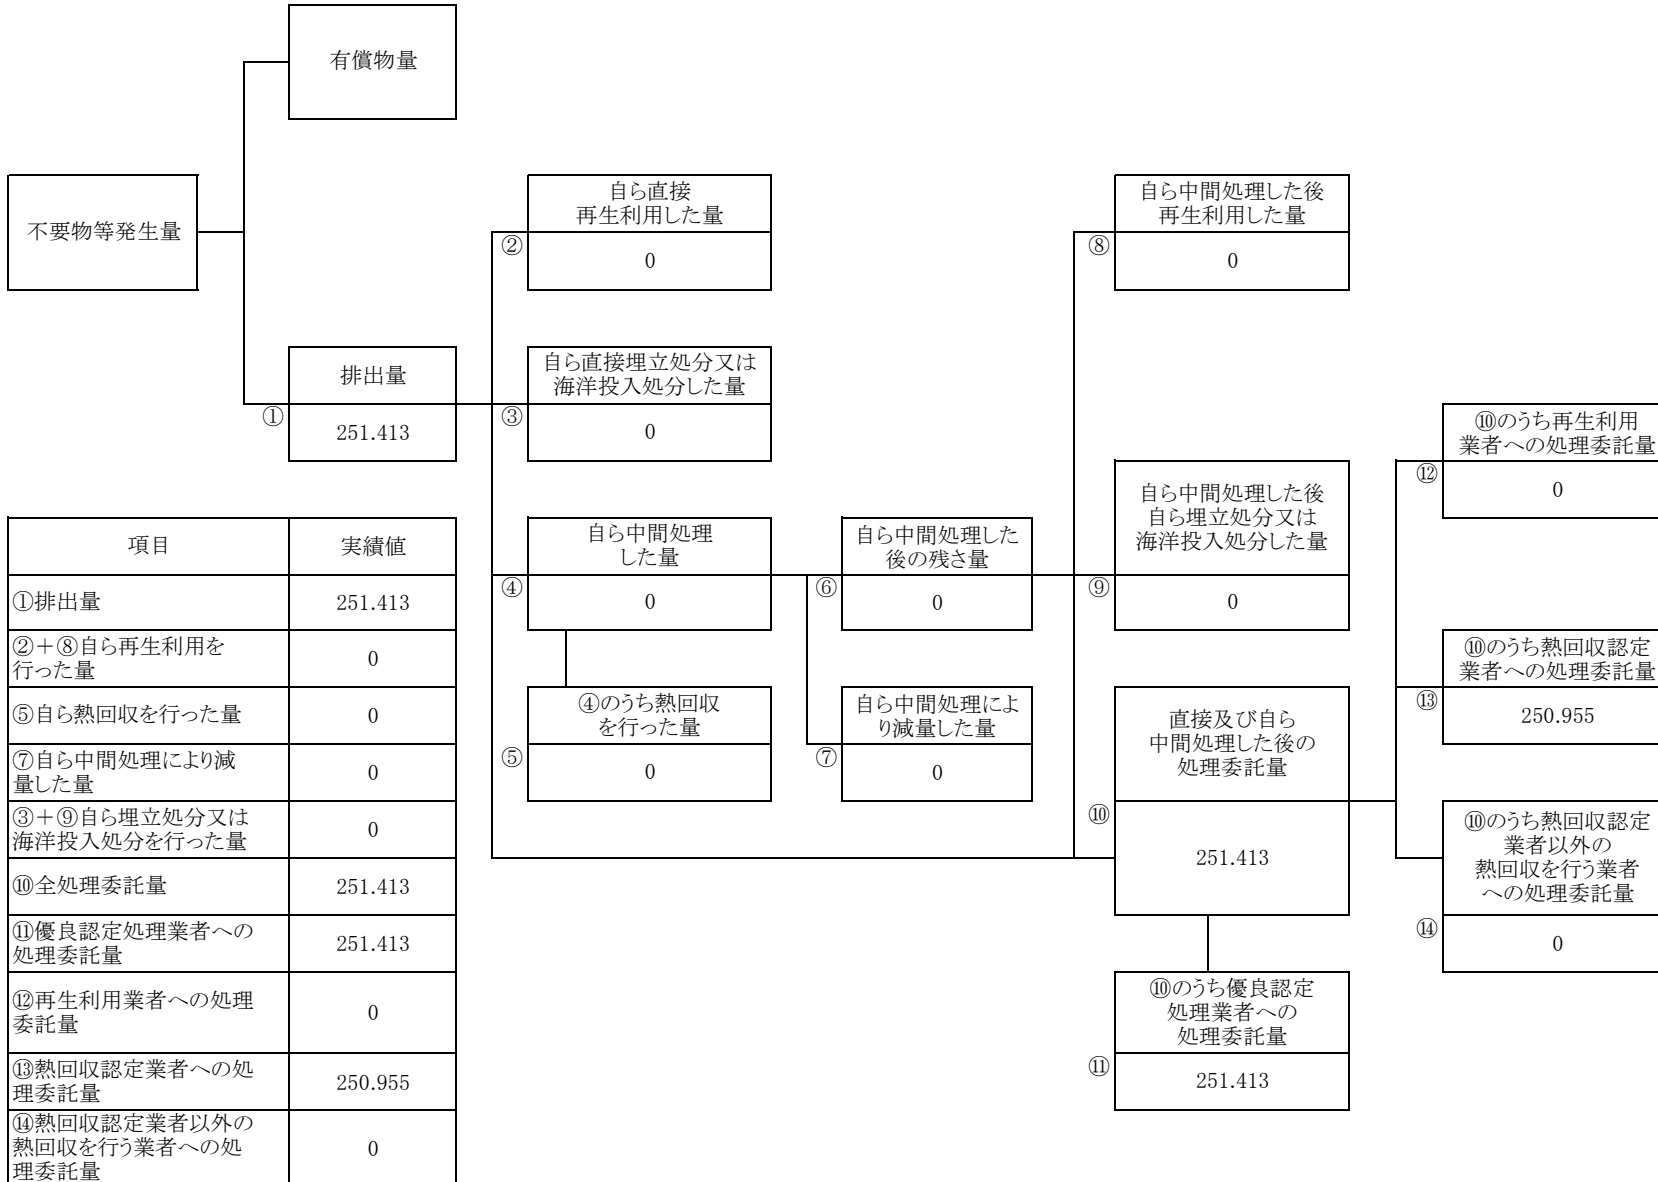 有償物量
不要物等発生量
自ら直接
再生利用した量
②
0
自ら中間処理した後
再生利用した量
⑧
0
排出量
①
251.413
自ら直接埋立処分又は
海洋投入処分した量
③
0
⑩のうち再生利用
業者への処理委託量
⑫
0
自ら中間処理した後
自ら埋立処分又は
海洋投入処分した量
⑨
0
自ら中間処理
した量
④
0
自ら中間処理した
後の残さ量
⑥
0
⑩のうち熱回収認定
業者への処理委託量
⑬
250.955
④のうち熱回収
を行った量
⑤
0
自ら中間処理によ
り減量した量
⑦
0
直接及び自ら
中間処理した後の
処理委託量
⑩
251.413
⑩のうち熱回収認定
業者以外の
熱回収を行う業者
への処理委託量
⑭
0
⑩のうち優良認定
処理業者への
処理委託量
⑪
251.413
項目 実績値
①排出量 251.413
②＋⑧自ら再生利用を
行った量 0
⑤自ら熱回収を行った量 0
⑦自ら中間処理により減
量した量 0
③＋⑨自ら埋立処分又は
海洋投入処分を行った量 0
⑩全処理委託量 251.413
⑪優良認定処理業者への
処理委託量 251.413
⑫再生利用業者への処理
委託量 0
⑬熱回収認定業者への処
理委託量 250.955
⑭熱回収認定業者以外の
熱回収を行う業者への処
理委託量 0